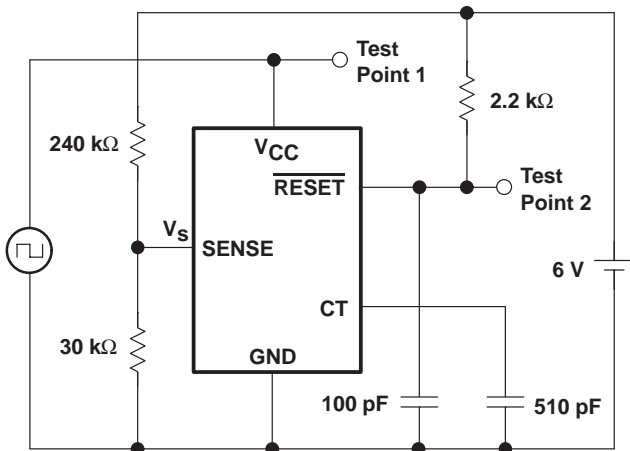 Test
Point 1
2.2 kΩ
240 kΩ
VCC
RESET
Test
Point 2
Vs
SENSE
6 V
CT
30 kΩ
GND
100 pF
510 pF